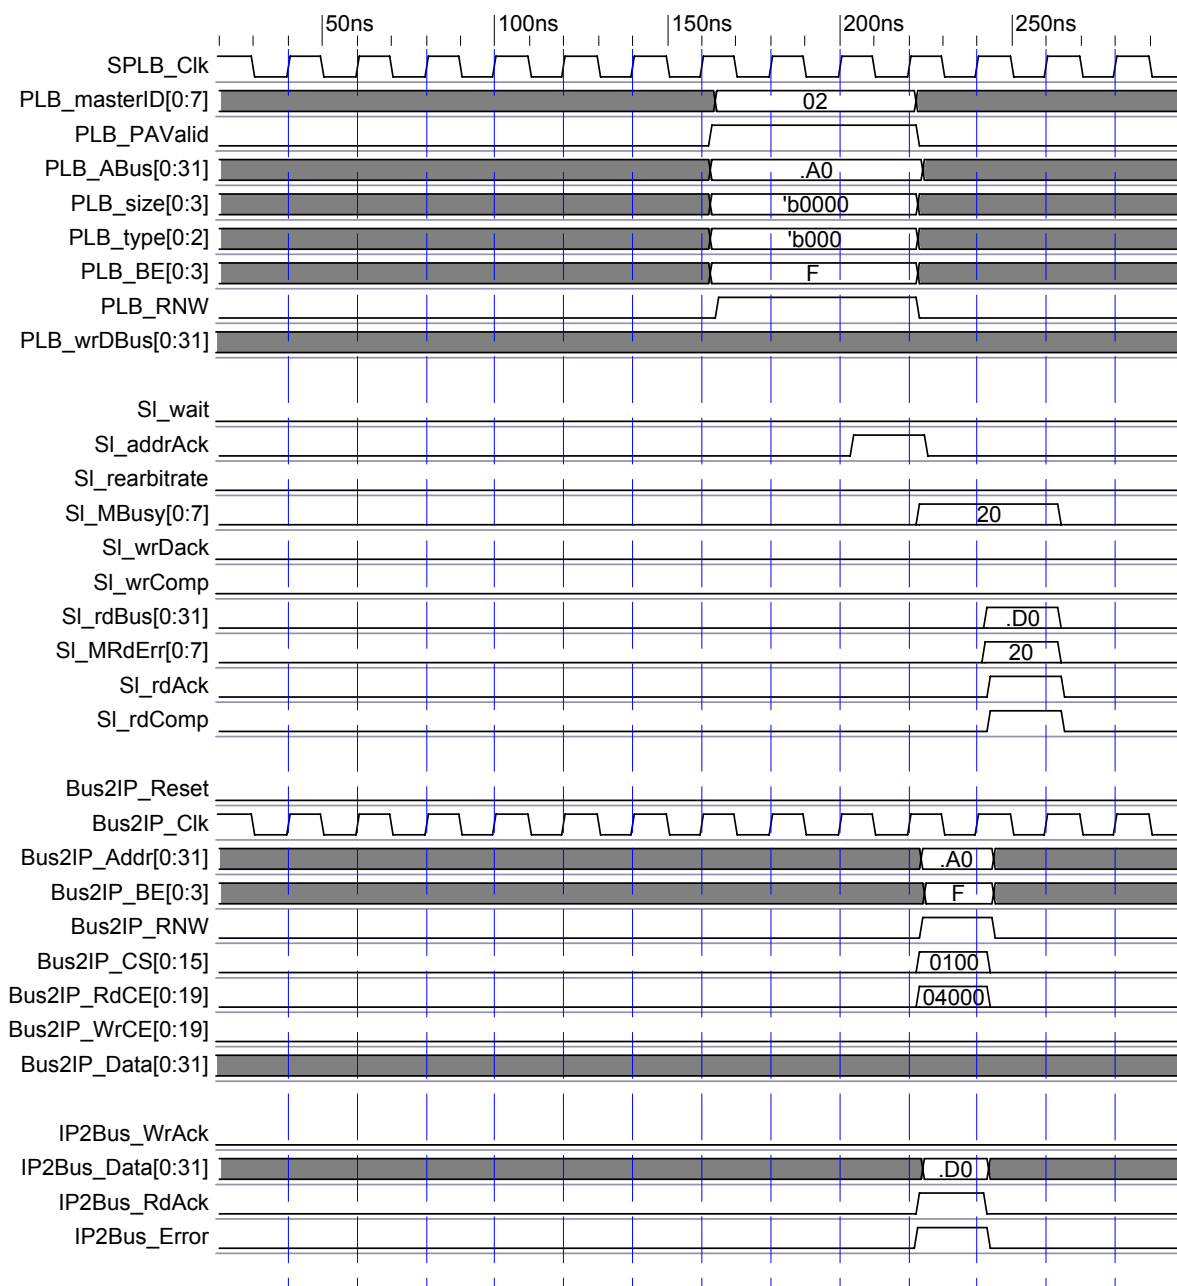 50ns 100ns 150ns 200ns 250ns
SPLB_Clk
PLB_masterID[0:7] 02
PLB_PAValid
PLB_ABus[0:31] .A0
PLB_size[0:3] 'b0000
PLB_type[0:2] 'b000
PLB_BE[0:3] F
PLB_RNW
PLB_wrDBus[0:31]
Sl_wait
Sl_addrAck
Sl_rearbitrate
Sl_MBusy[0:7] 20
Sl_wrDack
Sl_wrComp
Sl_rdBus[0:31] .D0
Sl_MRdErr[0:7] 20
Sl_rdAck
Sl_rdComp
Bus2IP_Reset
Bus2IP_Clk
Bus2IP_Addr[0:31] .A0
Bus2IP_BE[0:3] F
Bus2IP_RNW
Bus2IP_CS[0:15] 0100
Bus2IP_RdCE[0:19] 04000
Bus2IP_WrCE[0:19]
Bus2IP_Data[0:31]
IP2Bus_WrAck
IP2Bus_Data[0:31] .D0
IP2Bus_RdAck
IP2Bus_Error